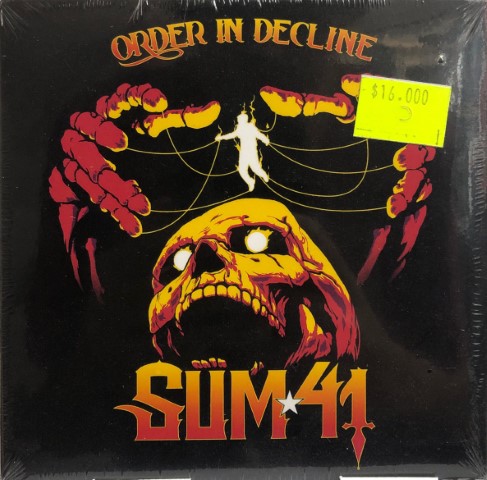 ORDER IN DECLINE
$16.000
SUM★41